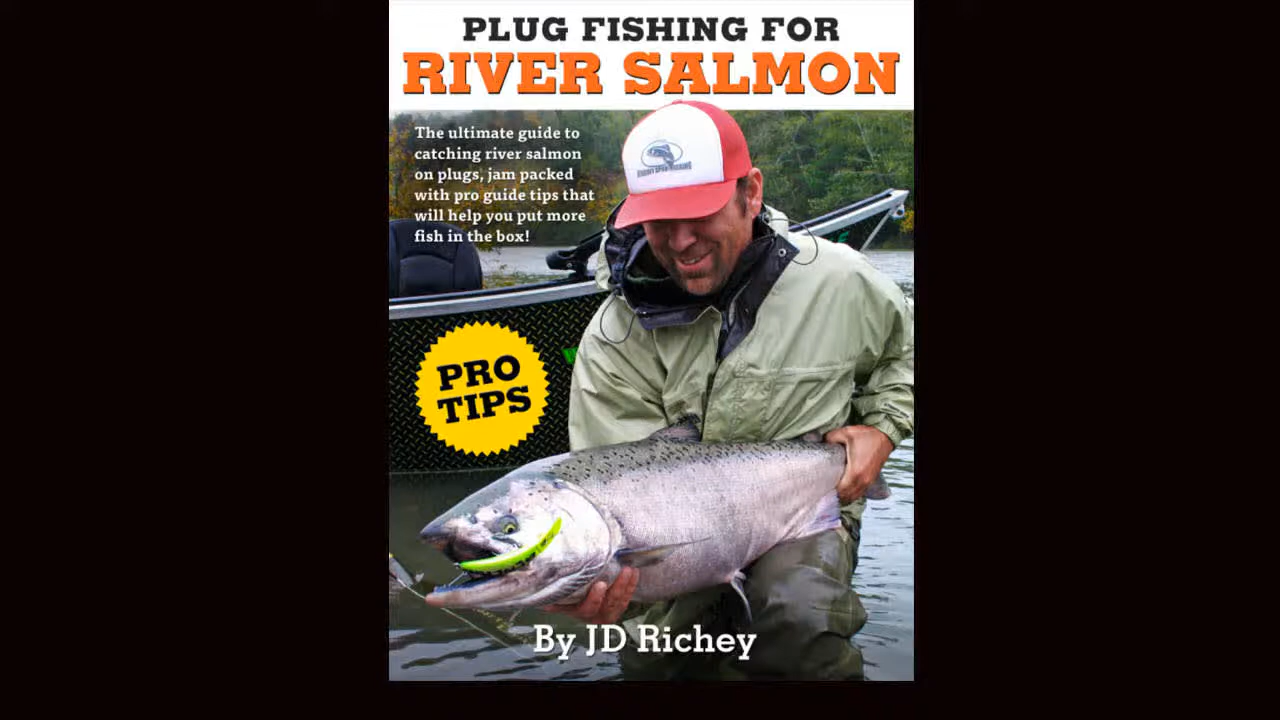 PLUG FISHING FOR
RIVER SALMON
The ultimate guide to
catching river salmon
on plugs, jam packed
with pro guide tips that
will help you put more
fish in the box!
PRO
TIPS
By JD Richey